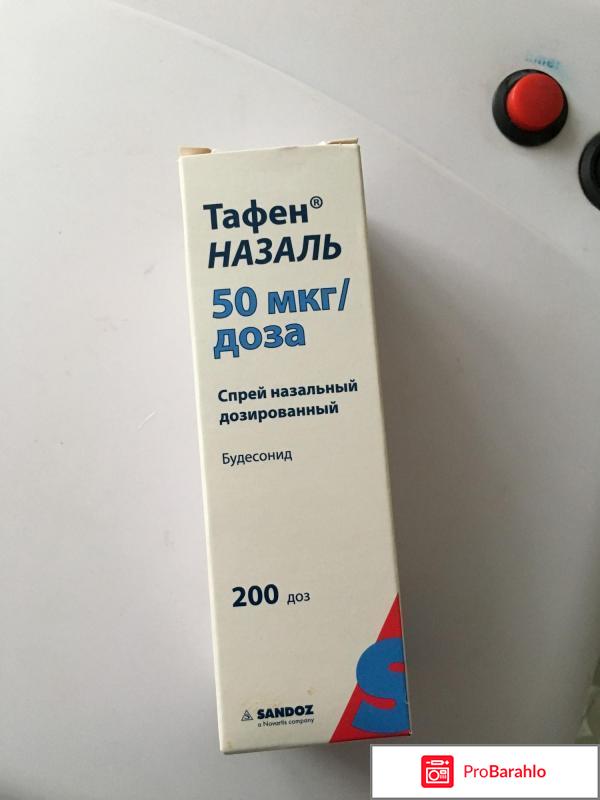 Тафен®
НАЗАЛЬ
50 мкг/
доза
Спрей назальный
дозированный
Будесонид
200 доз
S
SANDOZ
a Novartis company
ProBarahlo